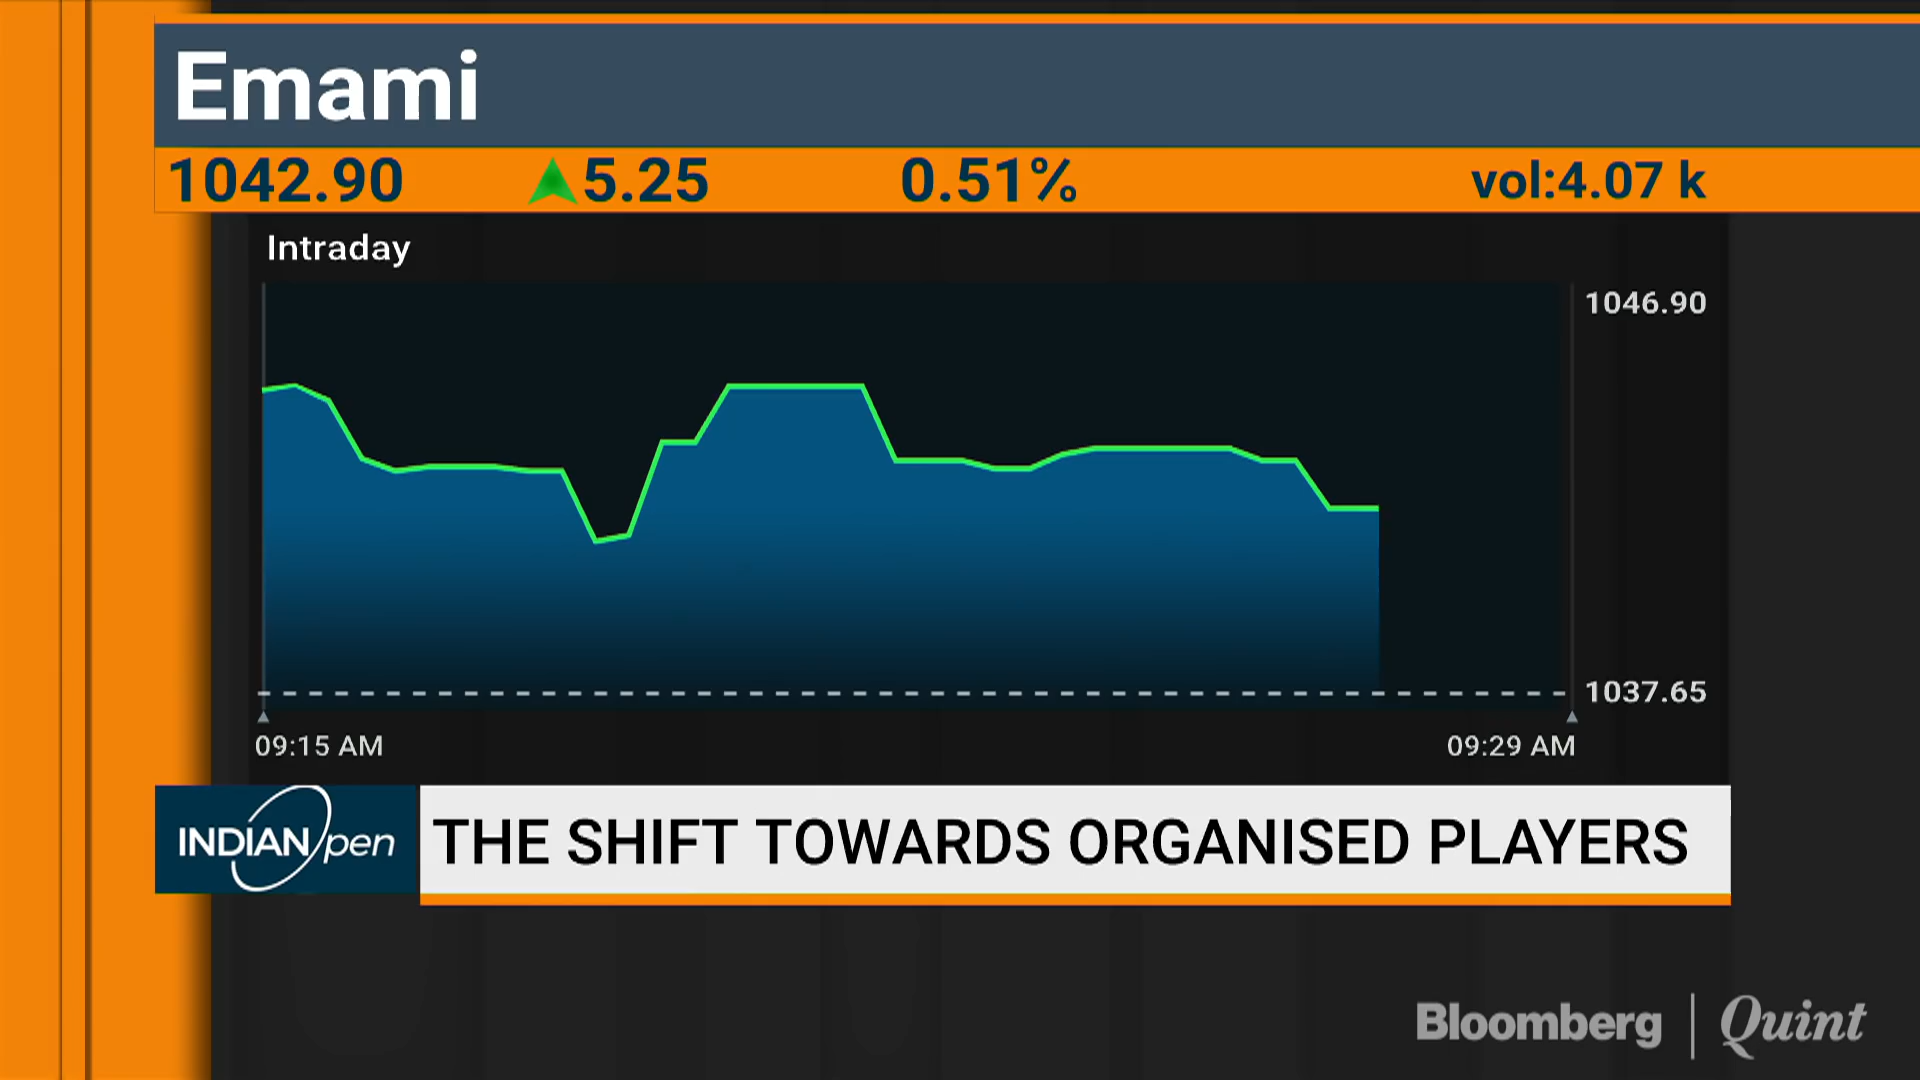 Emami
1042.90 5.25 0.51% vol:4.07 k
Intraday
1046.90
1037.65
09:15 AM 09:29 AM
INDIAN Open THE SHIFT TOWARDS ORGANISED PLAYERS
Bloomberg | Quint